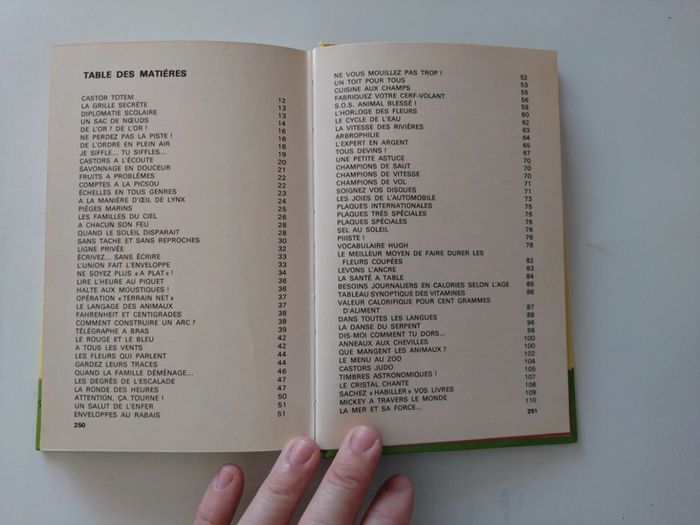 TABLE DES MATIÈRES
CASTOR TOTEM 12
LA GRILLE SECRÈTE 13
DIPLOMATIE SCOLAIRE 13
UN SAC DE NŒUDS 14
DE L'OR ? DE L'OR ! 16
NE PERDEZ PAS LA PISTE ! 16
DE L'ORDRE EN PLEIN AIR 18
JE SIFFLE... TU SIFFLES... 19
CASTORS A L'ÉCOUTE 20
SAVONNAGE EN DOUCEUR 20
FRUITS A PROBLÈMES 22
COMPTES A LA PICSOU 22
ÉCHELLES EN TOUS GENRES 22
A LA MANIÈRE D'ŒIL DE LYNX 24
PIÈGES MARINS 25
LES FAMILLES DU CIEL 26
A CHACUN SON FEU 28
QUAND LE SOLEIL DISPARAIT 28
SANS TACHE ET SANS REPROCHES 30
LIGNE PRIVÉE 32
ÉCRIVEZ... SANS ÉCRIRE 33
L'UNION FAIT L'ENVELOPPE 33
NE SOYEZ PLUS « A PLAT » ! 34
LIRE L'HEURE AU PIQUET 36
HALTE AUX MOUSTIQUES ! 36
OPÉRATION « TERRAIN NET » 37
LE LANGAGE DES ANIMAUX 37
FAHRENHEIT ET CENTIGRADES 38
COMMENT CONSTRUIRE UN ARC ? 38
TÉLÉGRAPHE A BRAS 39
LE ROUGE ET LE BLEU 42
A TOUS LES VENTS 42
LES FLEURS QUI PARLENT 44
GARDEZ LEURS TRACES 44
QUAND LA FAMILLE DÉMÉNAGE... 46
LES DEGRÉS DE L'ESCALADE 47
LA RONDE DES HEURES 47
ATTENTION, ÇA TOURNE ! 50
UN SALUT DE L'ENFER 51
ENVELOPPES AU RABAIS 51
250
NE VOUS MOUILLEZ PAS TROP ! 52
UN TOIT POUR TOUS 53
CUISINE AUX CHAMPS 55
FABRIQUEZ VOTRE CERF-VOLANT 56
S.O.S. ANIMAL BLESSÉ ! 59
L'HORLOGE DES FLEURS 60
LE CYCLE DE L'EAU 62
LA VITESSE DES RIVIÈRES 62
ARBROPHILIE 63
L'EXPERT EN ARGENT 64
TOUS DEVINS ! 65
UNE PETITE ASTUCE 67
CHAMPIONS DE SAUT 70
CHAMPIONS DE VITESSE 70
CHAMPIONS DE VOL 71
SOIGNEZ VOS DISQUES 71
LES JOIES DE L'AUTOMOBILE 73
PLAQUES INTERNATIONALES 75
PLAQUES TRÈS SPÉCIALES 76
PLAQUES SPÉCIALES 76
SEL AU SOLEIL 76
PIIISTE ! 76
VOCABULAIRE HUGH 78
LE MEILLEUR MOYEN DE FAIRE DURER LES
FLEURS COUPÉES 82
LEVONS L'ANCRE 83
LA SANTÉ A TABLE 84
BESOINS JOURNALIERS EN CALORIES SELON L'AGE 85
TABLEAU SYNOPTIQUE DES VITAMINES 86
VALEUR CALORIFIQUE POUR CENT GRAMMES
D'ALIMENT 87
DANS TOUTES LES LANGUES 88
LA DANSE DU SERPENT 96
DIS-MOI COMMENT TU DORS... 98
ANNEAUX AUX CHEVILLES 100
QUE MANGENT LES ANIMAUX ? 100
LE MENU AU ZOO 102
CASTORS JUDO 104
TIMBRES ASTRONOMIQUES ! 106
LE CRISTAL CHANTE 107
SACHEZ « HABILLER » VOS LIVRES 108
MICKEY A TRAVERS LE MONDE 109
LA MER ET SA FORCE... 110
251